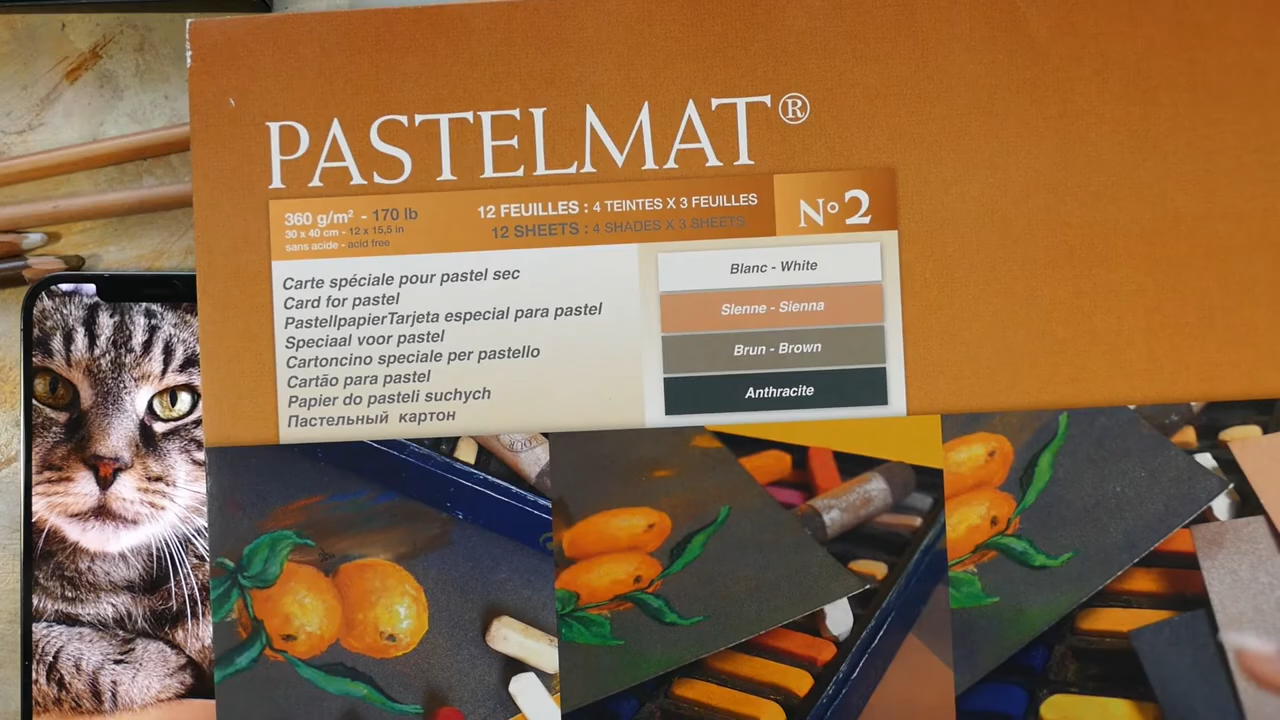 PASTELMAT®
360 g/m² - 170 lb
30 x 40 cm - 12 x 15,5 in
sans acide - acid free
12 FEUILLES : 4 TEINTES X 3 FEUILLES
12 SHEETS : 4 SHADES X 3 SHEETS
N°2
Carte spéciale pour pastel sec
Card for pastel
PastellpapierTarjeta especial para pastel
Speciaal voor pastel
Cartoncino speciale per pastello
Cartão para pastel
Papier do pasteli suchych
Пастельный картон
Blanc - White
SIenne - Sienna
Brun - Brown
Anthracite